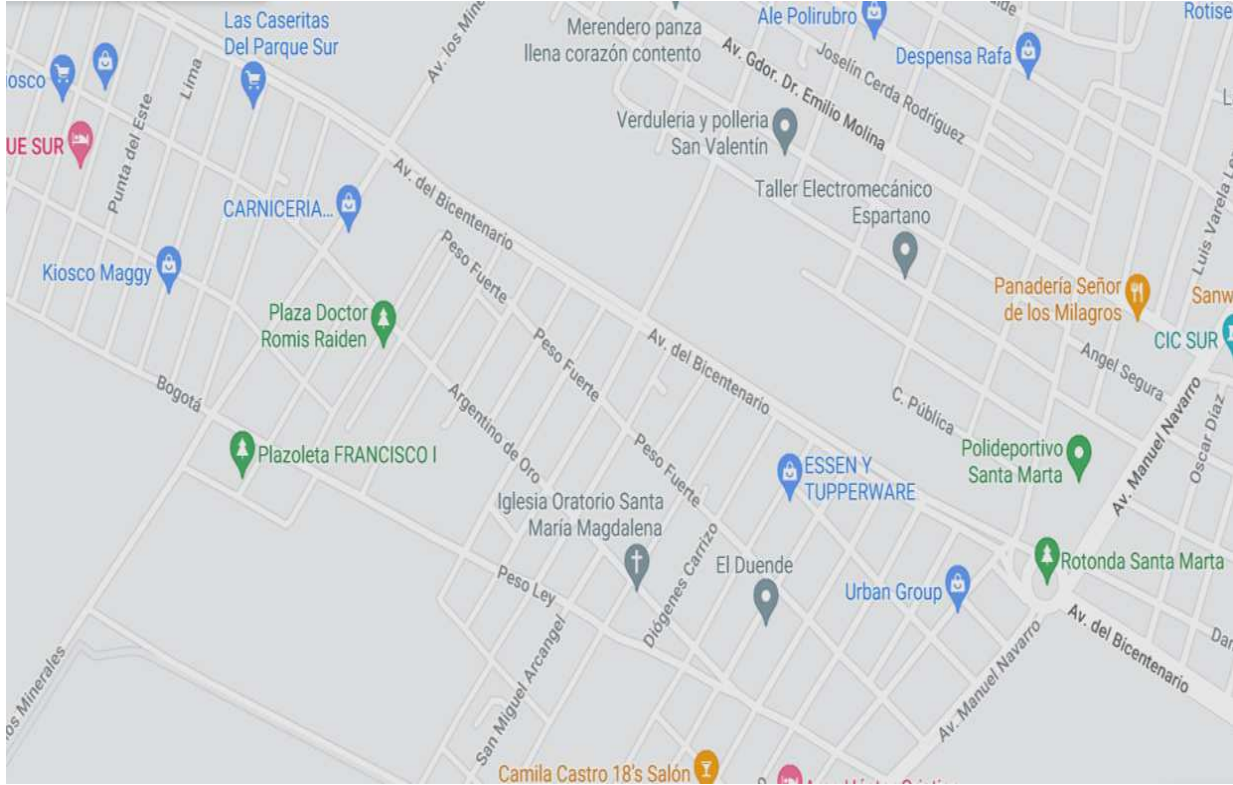 Las Caseritas
Del Parque Sur
Av. los Mine
Merendero panza
llena corazón contento
Ale Polirubro
Rotise
osco
Lima
Punta del Este
UE SUR
Av. Gdor. Dr. Emilio Molina
Joselín Cerda Rodríguez
Despensa Rafa
Verduleria y polleria
San Valentín
Taller Electromecánico
Espartano
Luis Varela Le
CARNICERIA...
Av. del Bicentenario
Kiosco Maggy
Peso Fuerte
Plaza Doctor
Romis Raiden
Panadería Señor
de los Milagros
Sanw
CIC SUR
Peso Fuerte
Av. del Bicentenario
Angel Segura
Bogotá
Argentino de Oro
C. Pública
Av. Manuel Navarro
Oscar Díaz
Plazoleta FRANCISCO I
Peso Fuerte
ESSEN Y
TUPPERWARE
Polideportivo
Santa Marta
Iglesia Oratorio Santa
María Magdalena
El Duende
Diógenes Carrizo
Urban Group
Rotonda Santa Marta
Peso Ley
Av. del Bicentenario
Dar
os Minerales
San Miguel Arcangel
Av. Manuel Navarro
Camila Castro 18's Salón